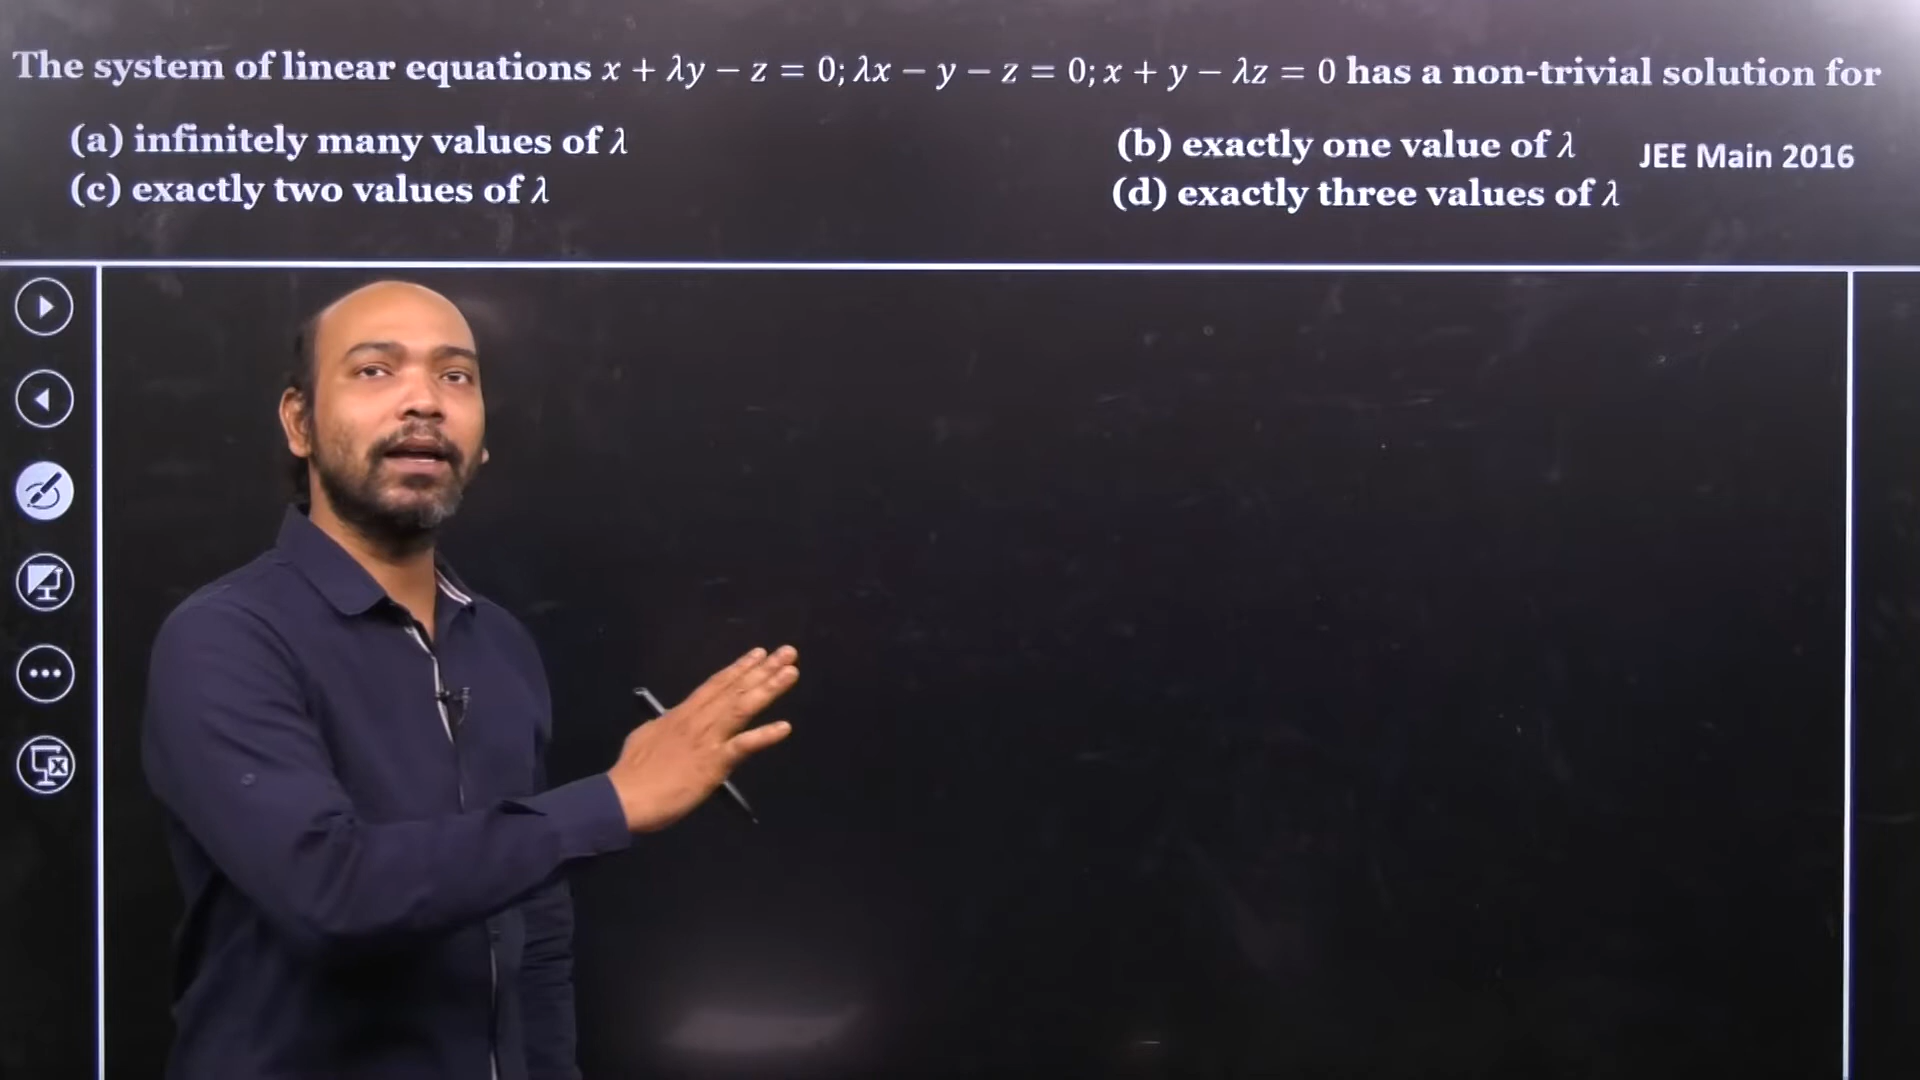 The system of linear equations x + λy − z = 0; λx − y − z = 0; x + y − λz = 0 has a non-trivial solution for
(a) infinitely many values of λ (b) exactly one value of λ JEE Main 2016
(c) exactly two values of λ (d) exactly three values of λ